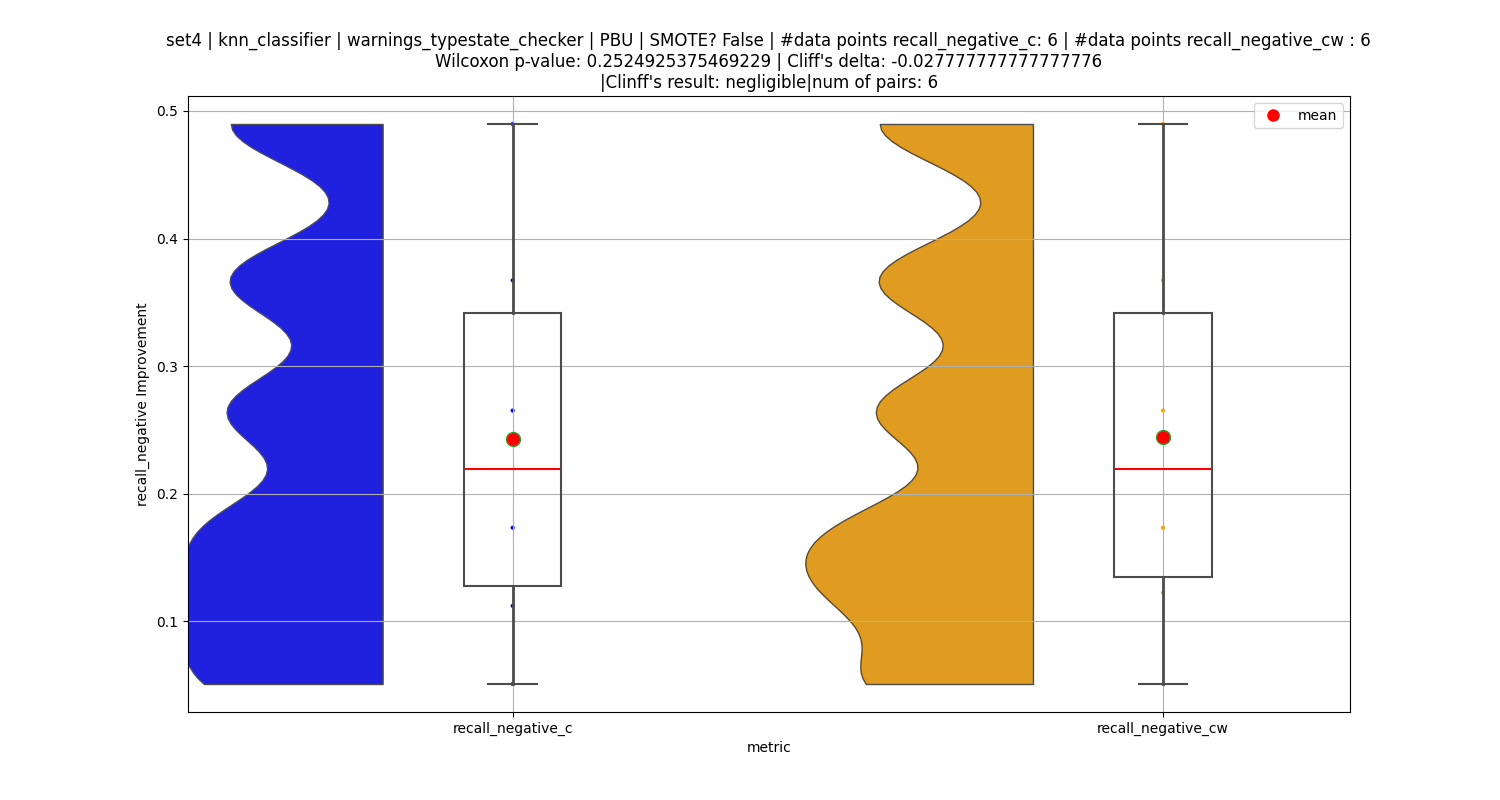 set4 | knn_classifier | warnings_typestate_checker | PBU | SMOTE? False | #data points recall_negative_c: 6 | #data points recall_negative_cw : 6
Wilcoxon p-value: 0.2524925375469229 | Cliff's delta: -0.027777777777777776
|Clinff's result: negligible|num of pairs: 6
mean
0.5
0.4
0.3
0.2
0.1
recall_negative Improvement
recall_negative_c
recall_negative_cw
metric